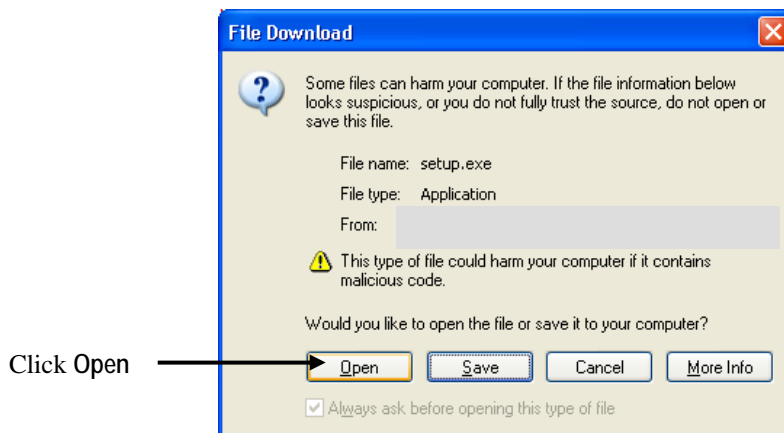 File Download
Some files can harm your computer. If the file information below
looks suspicious, or you do not fully trust the source, do not open or
save this file.
File name: setup.exe
File type: Application
From:
This type of file could harm your computer if it contains
malicious code.
Would you like to open the file or save it to your computer?
Click Open
Open Save Cancel More Info
Always ask before opening this type of file